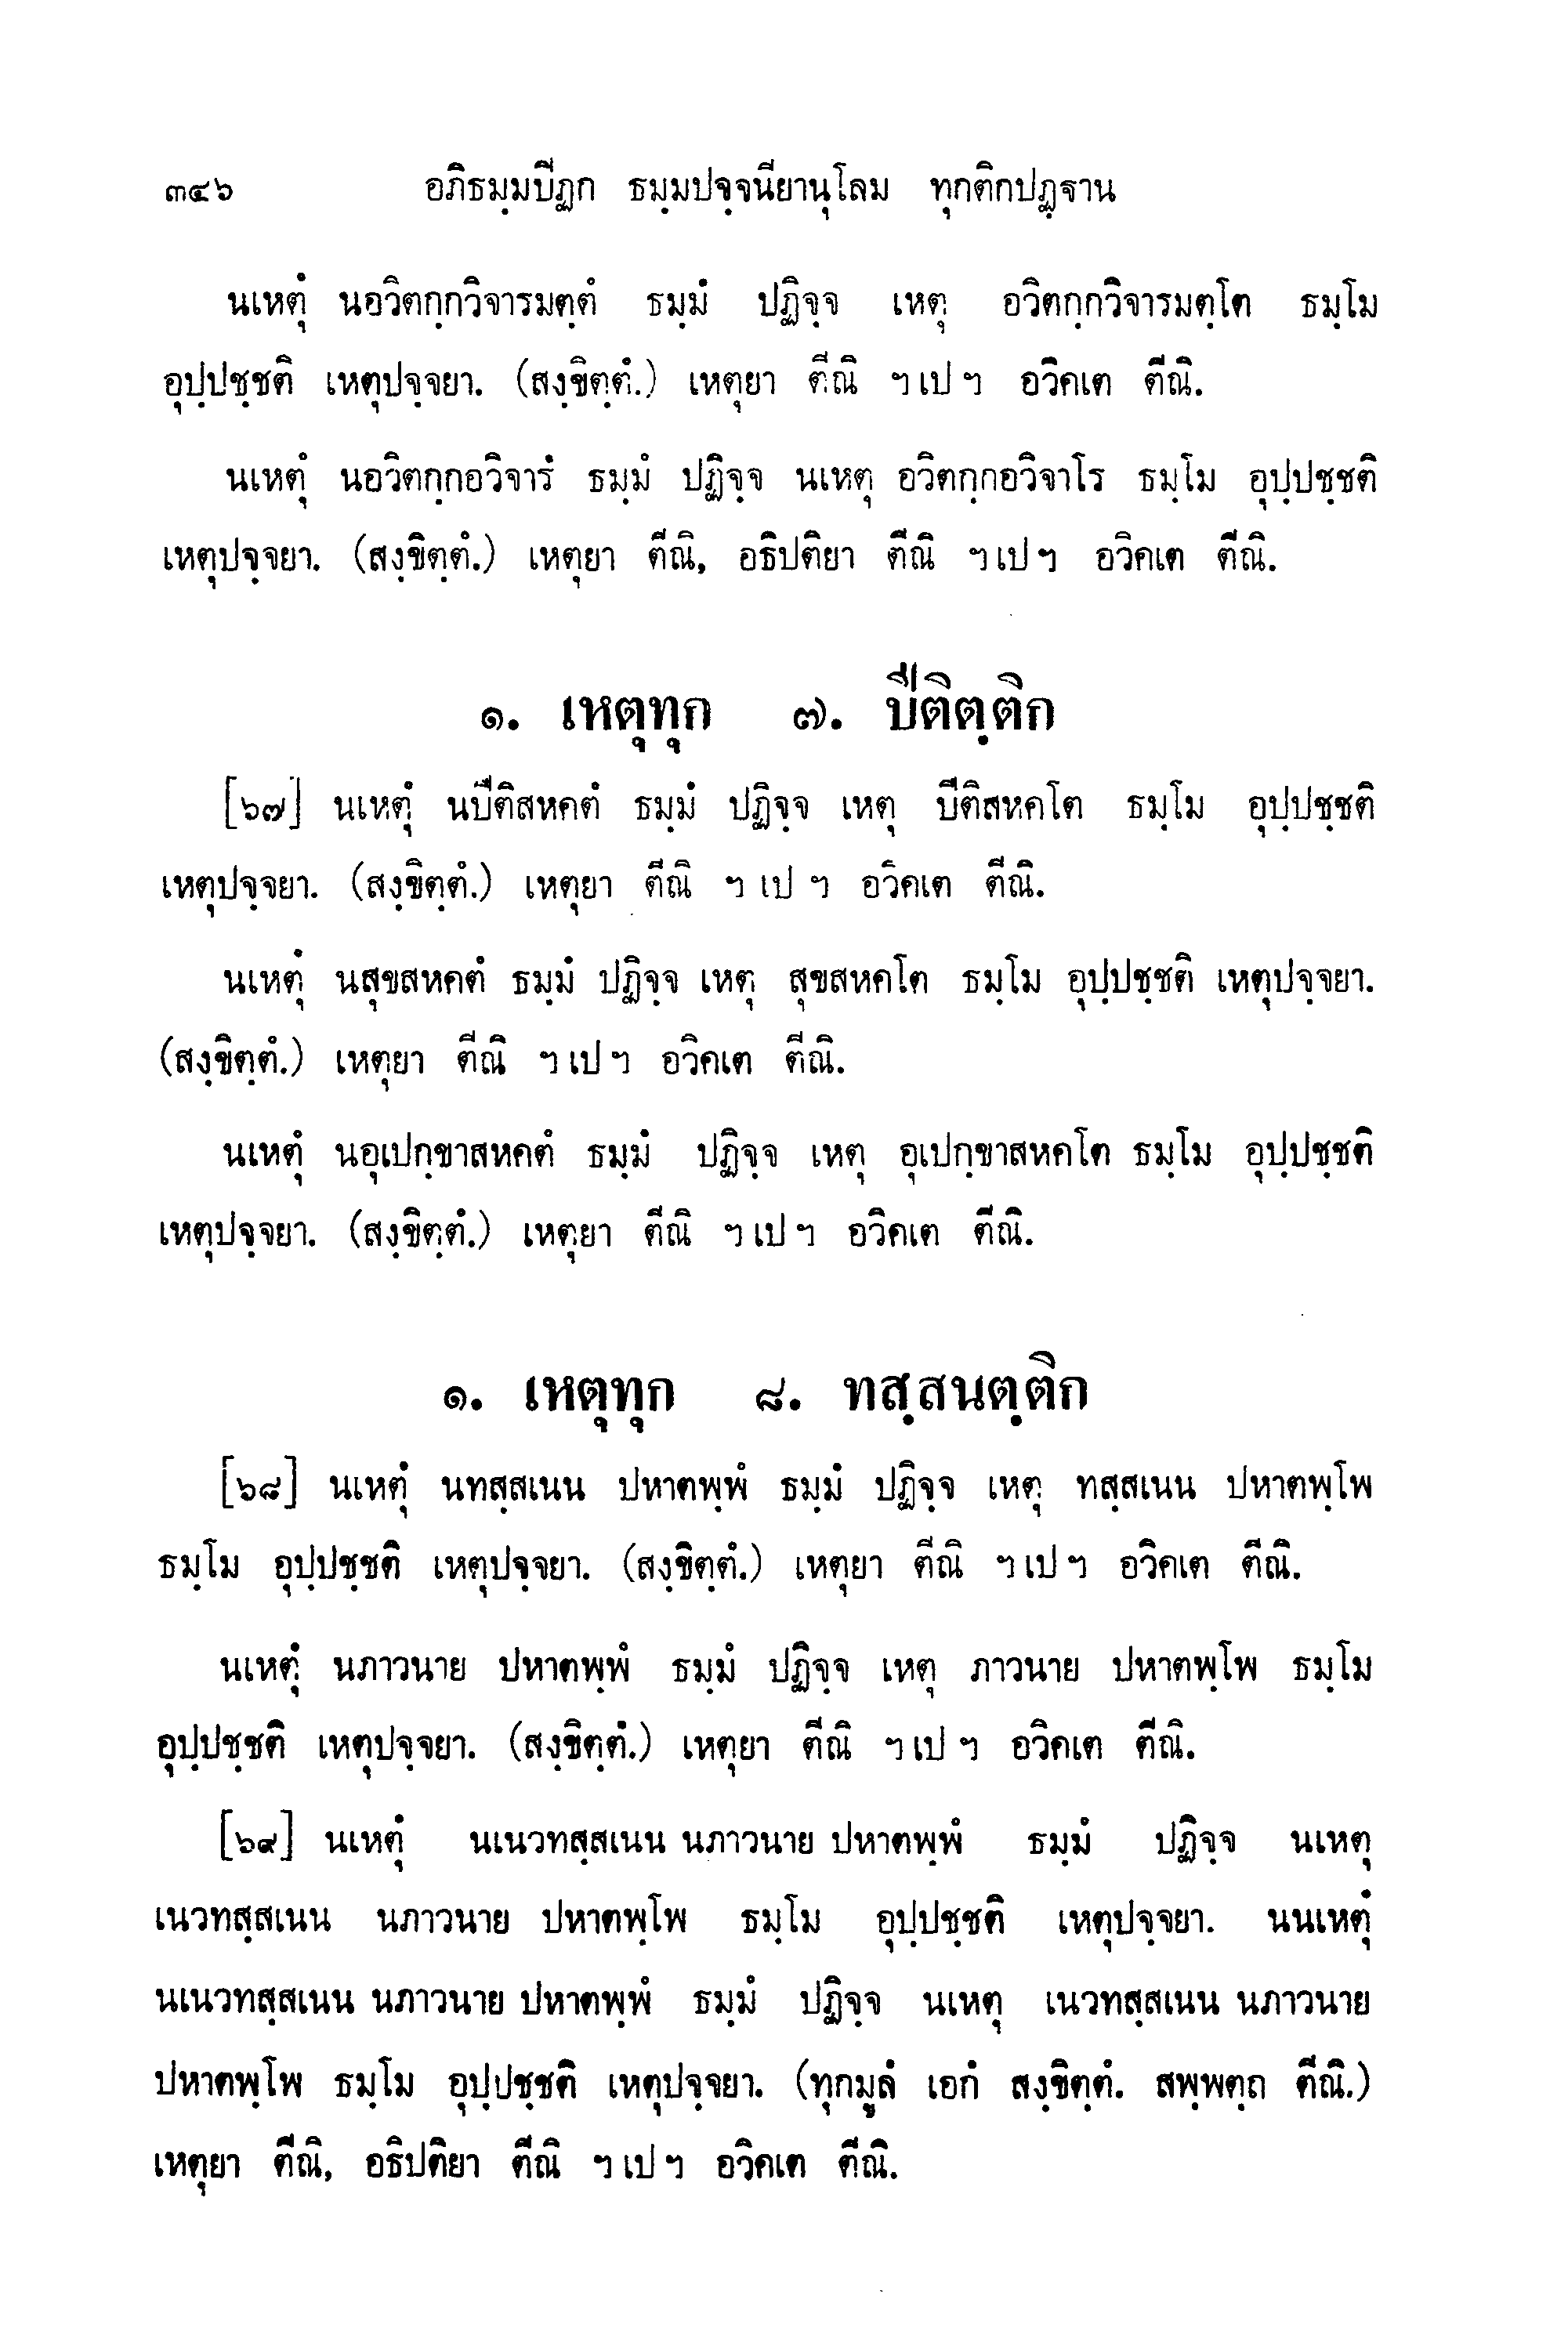 ๓๔๖ อภิธมฺมปีฏก ธมฺมปจฺจนียานุโลม ทุกติกปฏฺฐาน
นเหตุํ นอวิตกฺกวิจารมตฺตํ ธมฺมํ ปฏิจฺจ เหตุ อวิตกฺกวิจารมตฺโต ธมฺโม
อุปฺปชฺชติ เหตุปจฺจยา. (สงฺขิตฺตํ.) เหตุยา ตีณิ ฯ เป ฯ อวิคเต ตีณิ.
นเหตุํ นอวิตกฺกอวิจารํ ธมฺมํ ปฏิจฺจ นเหตุ อวิตกฺกอวิจาโร ธมฺโม อุปฺปชฺชติ
เหตุปจฺจยา. (สงฺขิตฺตํ.) เหตุยา ตีณิ, อธิปติยา ตีณิ ฯ เป ฯ อวิคเต ตีณิ.
๑. เหตุทุก ๗. ปีติตฺติก
[๖๗] นเหตุํ นปีติสหคตํ ธมฺมํ ปฏิจฺจ เหตุ ปีติสหคโต ธมฺโม อุปฺปชฺชติ
เหตุปจฺจยา. (สงฺขิตฺตํ.) เหตุยา ตีณิ ฯ เป ฯ อวิคเต ตีณิ.
นเหตุํ นสุขสหคตํ ธมฺมํ ปฏิจฺจ เหตุ สุขสหคโต ธมฺโม อุปฺปชฺชติ เหตุปจฺจยา.
(สงฺขิตฺตํ.) เหตุยา ตีณิ ฯ เป ฯ อวิคเต ตีณิ.
นเหตุํ นอุเปกฺขาสหคตํ ธมฺมํ ปฏิจฺจ เหตุ อุเปกฺขาสหคโต ธมฺโม อุปฺปชฺชติ
เหตุปจฺจยา. (สงฺขิตฺตํ.) เหตุยา ตีณิ ฯ เป ฯ อวิคเต ตีณิ.
๑. เหตุทุก ๘. ทสฺสนตฺติก
[๖๘] นเหตุํ นทสฺสเนน ปหาตพฺพํ ธมฺมํ ปฏิจฺจ เหตุ ทสฺสเนน ปหาตพฺโพ
ธมฺโม อุปฺปชฺชติ เหตุปจฺจยา. (สงฺขิตฺตํ.) เหตุยา ตีณิ ฯ เป ฯ อวิคเต ตีณิ.
นเหตุํ นภาวนาย ปหาตพฺพํ ธมฺมํ ปฏิจฺจ เหตุ ภาวนาย ปหาตพฺโพ ธมฺโม
อุปฺปชฺชติ เหตุปจฺจยา. (สงฺขิตฺตํ.) เหตุยา ตีณิ ฯ เป ฯ อวิคเต ตีณิ.
[๖๙] นเหตุํ นเนวทสฺสเนน นภาวนาย ปหาตพฺพํ ธมฺมํ ปฏิจฺจ นเหตุ
เนวทสฺสเนน นภาวนาย ปหาตพฺโพ ธมฺโม อุปฺปชฺชติ เหตุปจฺจยา. นนเหตุํ
นเนวทสฺสเนน นภาวนาย ปหาตพฺพํ ธมฺมํ ปฏิจฺจ นเหตุ เนวทสฺสเนน นภาวนาย
ปหาตพฺโพ ธมฺโม อุปฺปชฺชติ เหตุปจฺจยา. (ทุกมูลํ เอกํ สงฺขิตฺตํ. สพฺพตฺถ ตีณิ.)
เหตุยา ตีณิ, อธิปติยา ตีณิ ฯ เป ฯ อวิคเต ตีณิ.